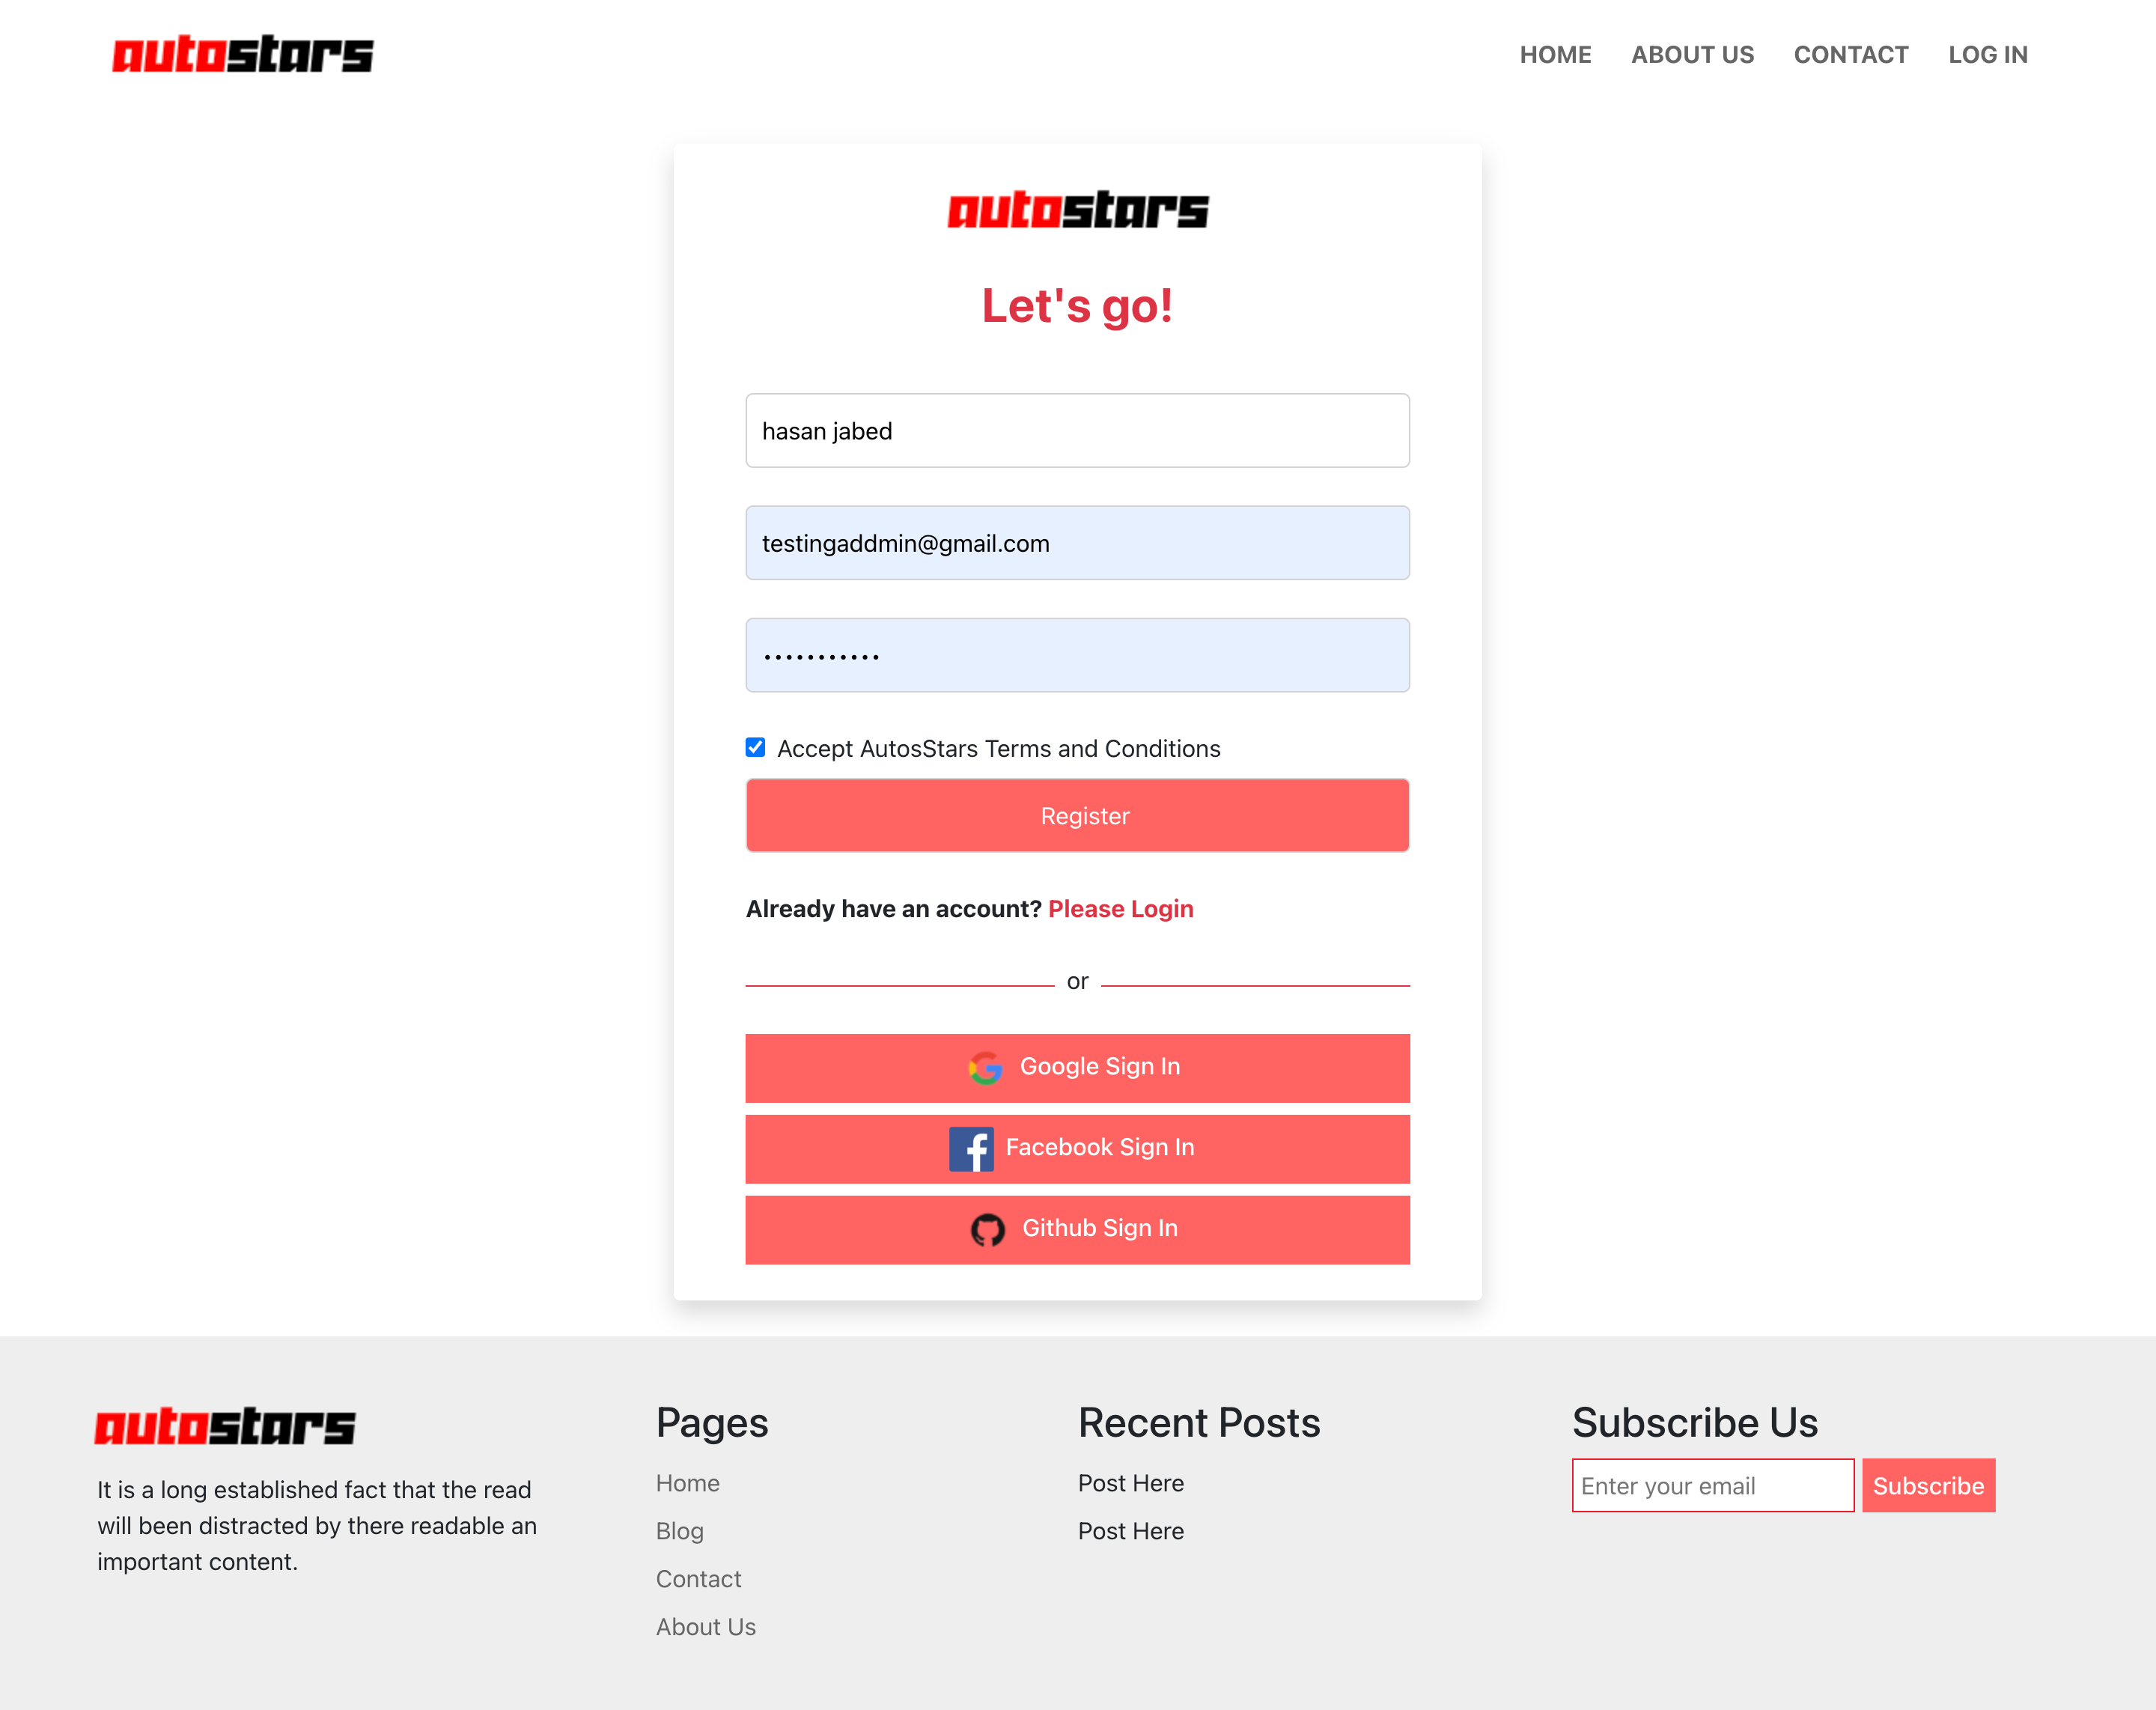 autostars
HOME ABOUT US CONTACT LOG IN
autostars
Let's go!
hasan jabed
testingaddmin@gmail.com
•••••••••••
Accept AutosStars Terms and Conditions
Register
Already have an account? Please Login
or
Google Sign In
Facebook Sign In
Github Sign In
autostars
It is a long established fact that the read
will been distracted by there readable an
important content.
Pages
Home
Blog
Contact
About Us
Recent Posts
Post Here
Post Here
Subscribe Us
Enter your email Subscribe